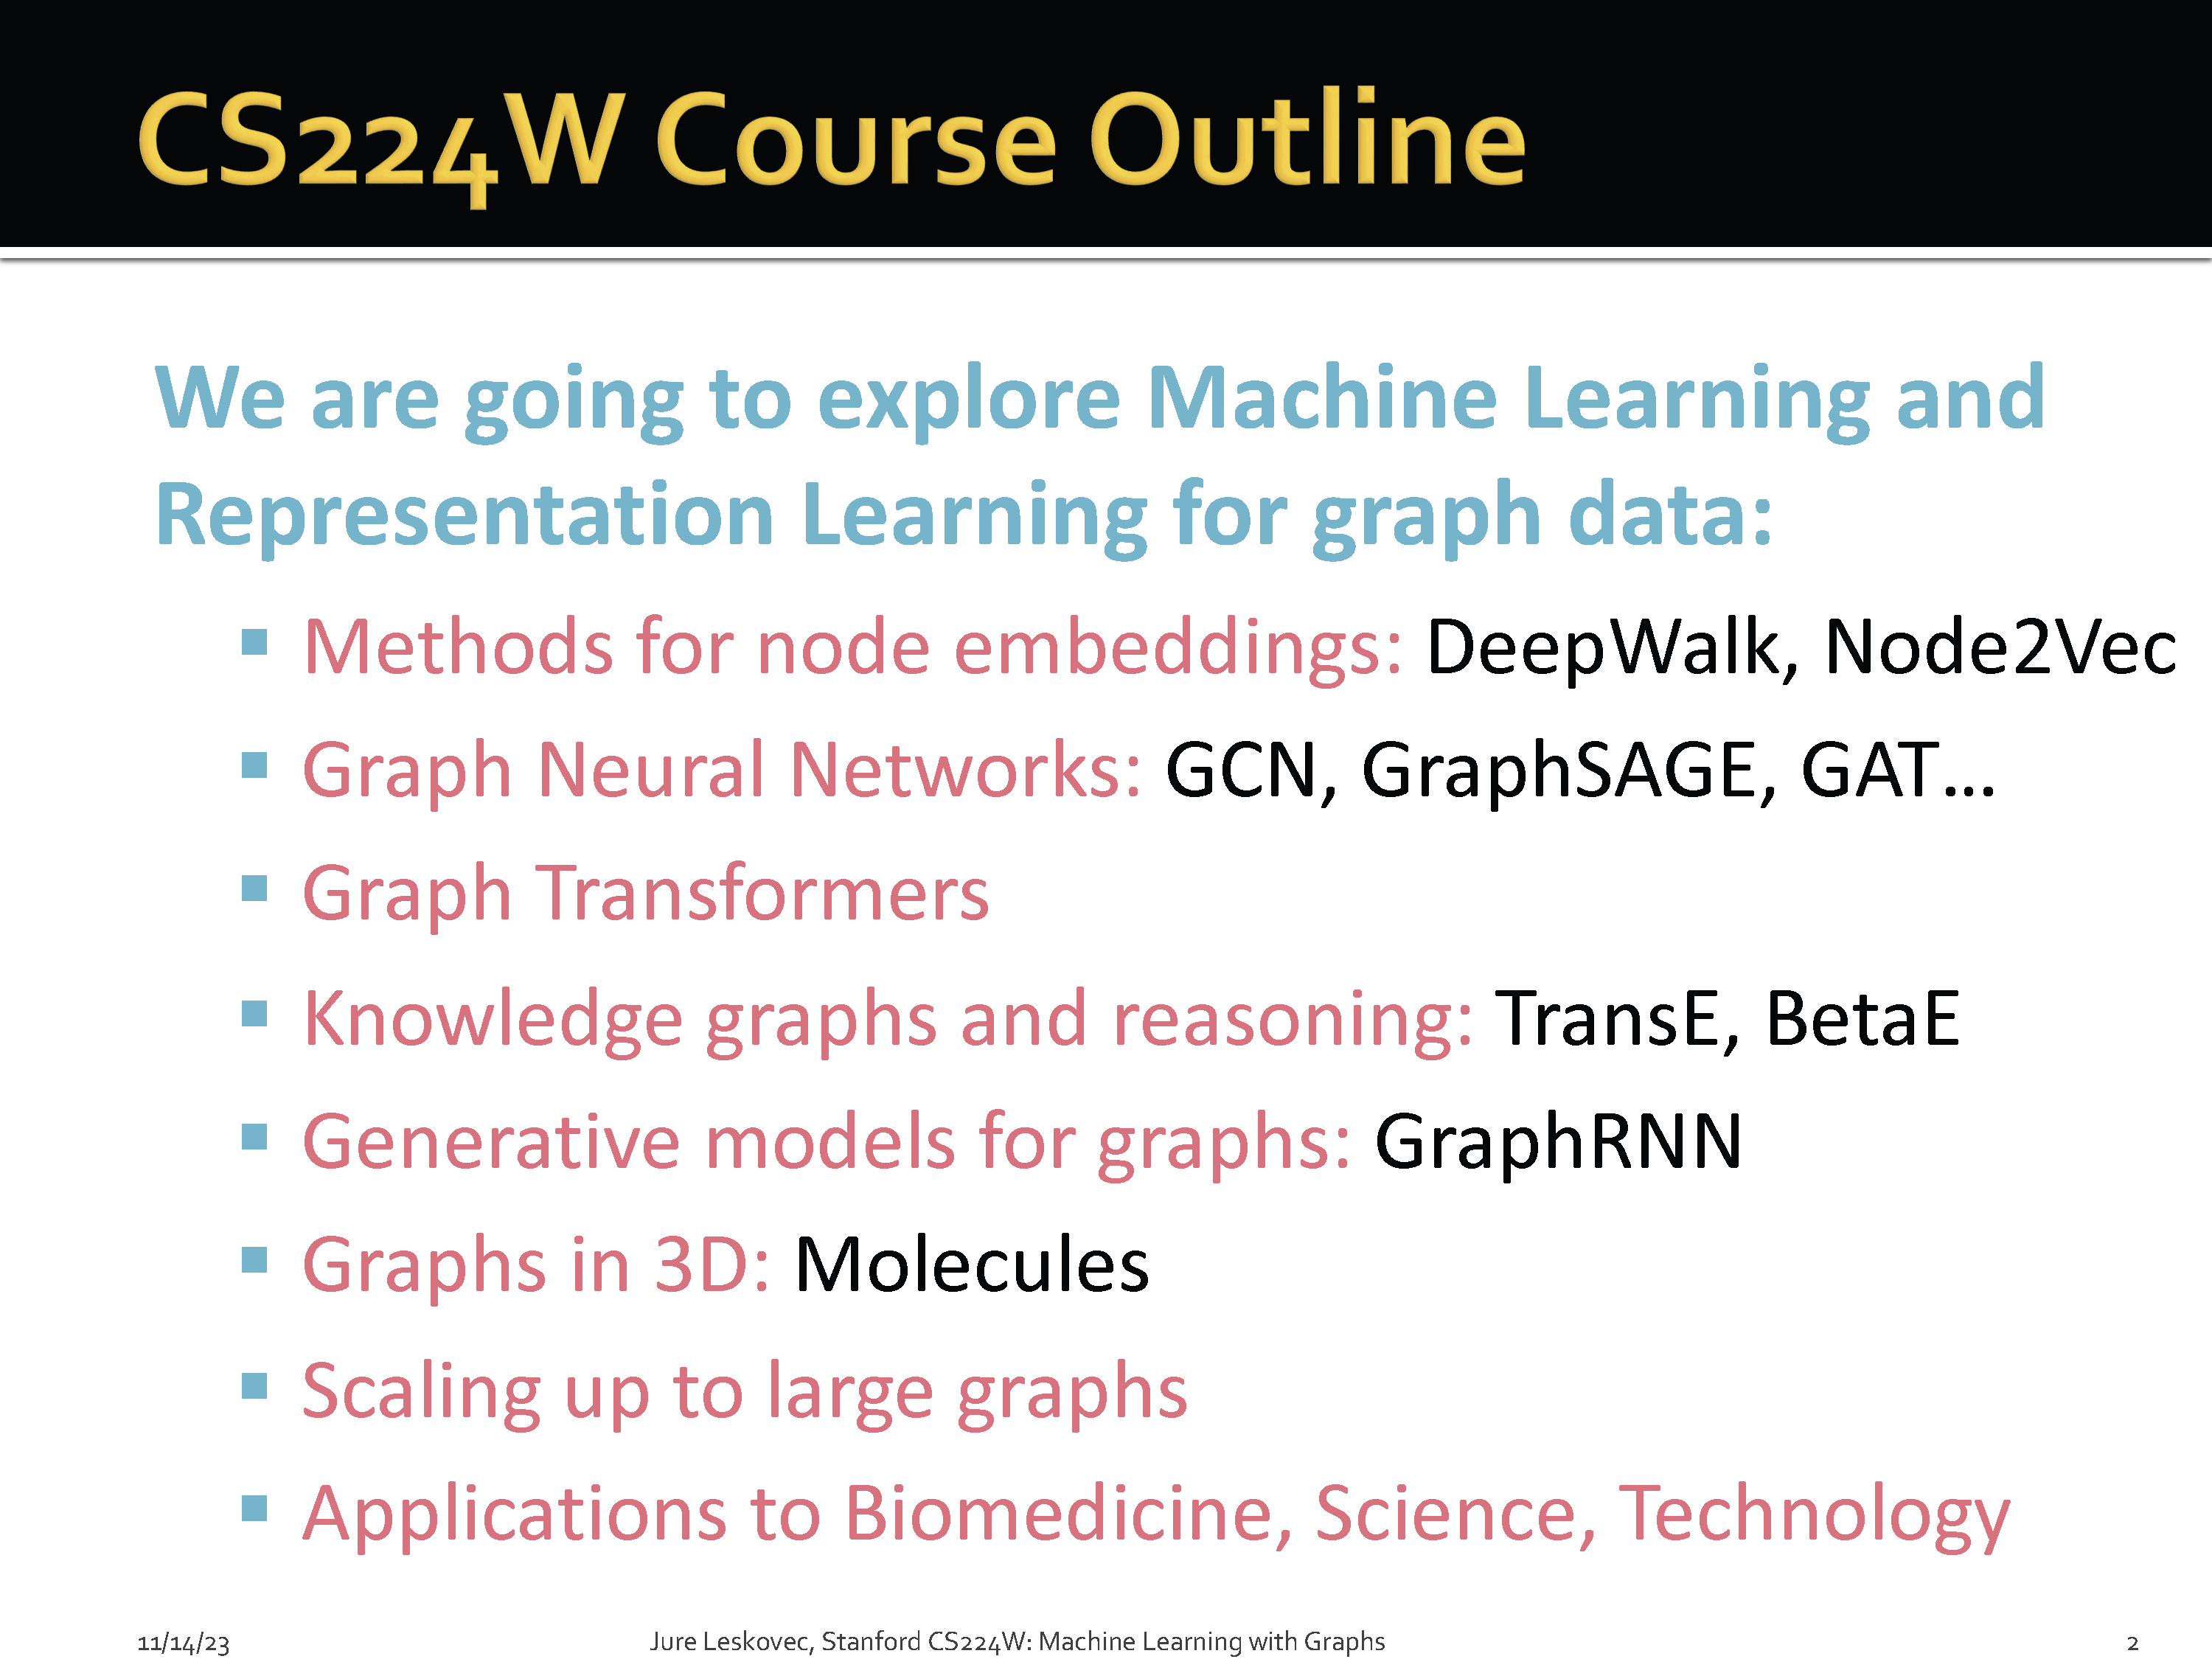 CS224W Course Outline
We are going to explore Machine Learning and
Representation Learning for graph data:
▪ Methods for node embeddings: DeepWalk, Node2Vec
▪ Graph Neural Networks: GCN, GraphSAGE, GAT…
▪ Graph Transformers
▪ Knowledge graphs and reasoning: TransE, BetaE
▪ Generative models for graphs: GraphRNN
▪ Graphs in 3D: Molecules
▪ Scaling up to large graphs
▪ Applications to Biomedicine, Science, Technology
11/14/23 Jure Leskovec, Stanford CS224W: Machine Learning with Graphs 2